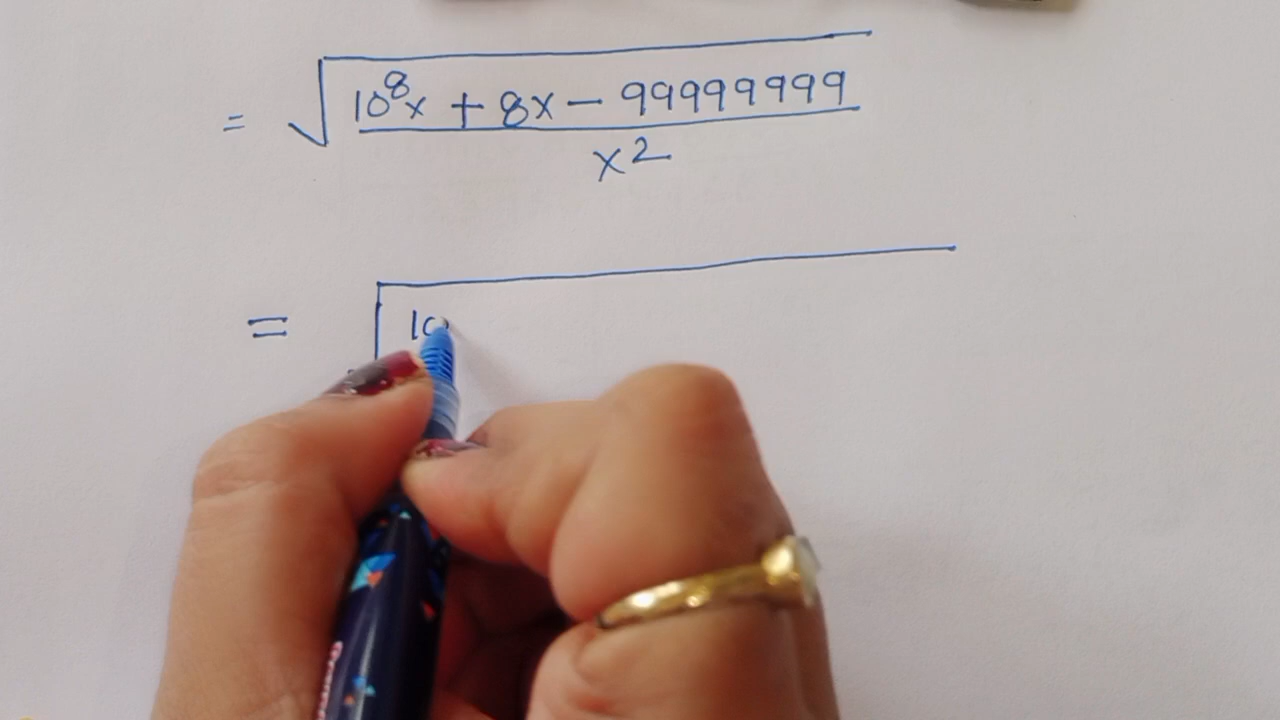 = √10⁸x + 8x - 99999999
x²
= √10